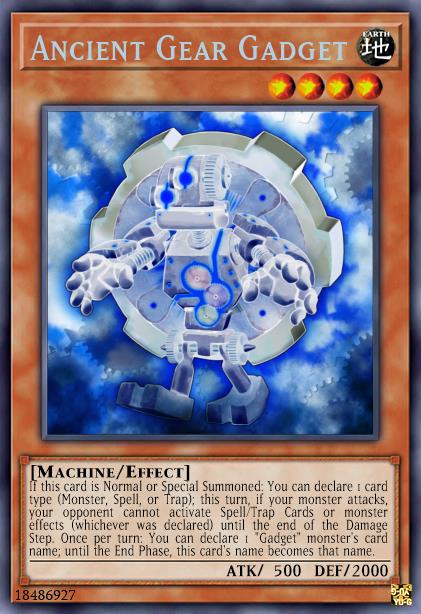 ANCIENT GEAR GADGET
EARTH
地
[MACHINE/EFFECT]
If this card is Normal or Special Summoned: You can declare 1 card
type (Monster, Spell, or Trap); this turn, if your monster attacks,
your opponent cannot activate Spell/Trap Cards or monster
effects (whichever was declared) until the end of the Damage
Step. Once per turn: You can declare 1 "Gadget" monster's card
name; until the End Phase, this card's name becomes that name.
ATK/ 500 DEF/2000
18486927